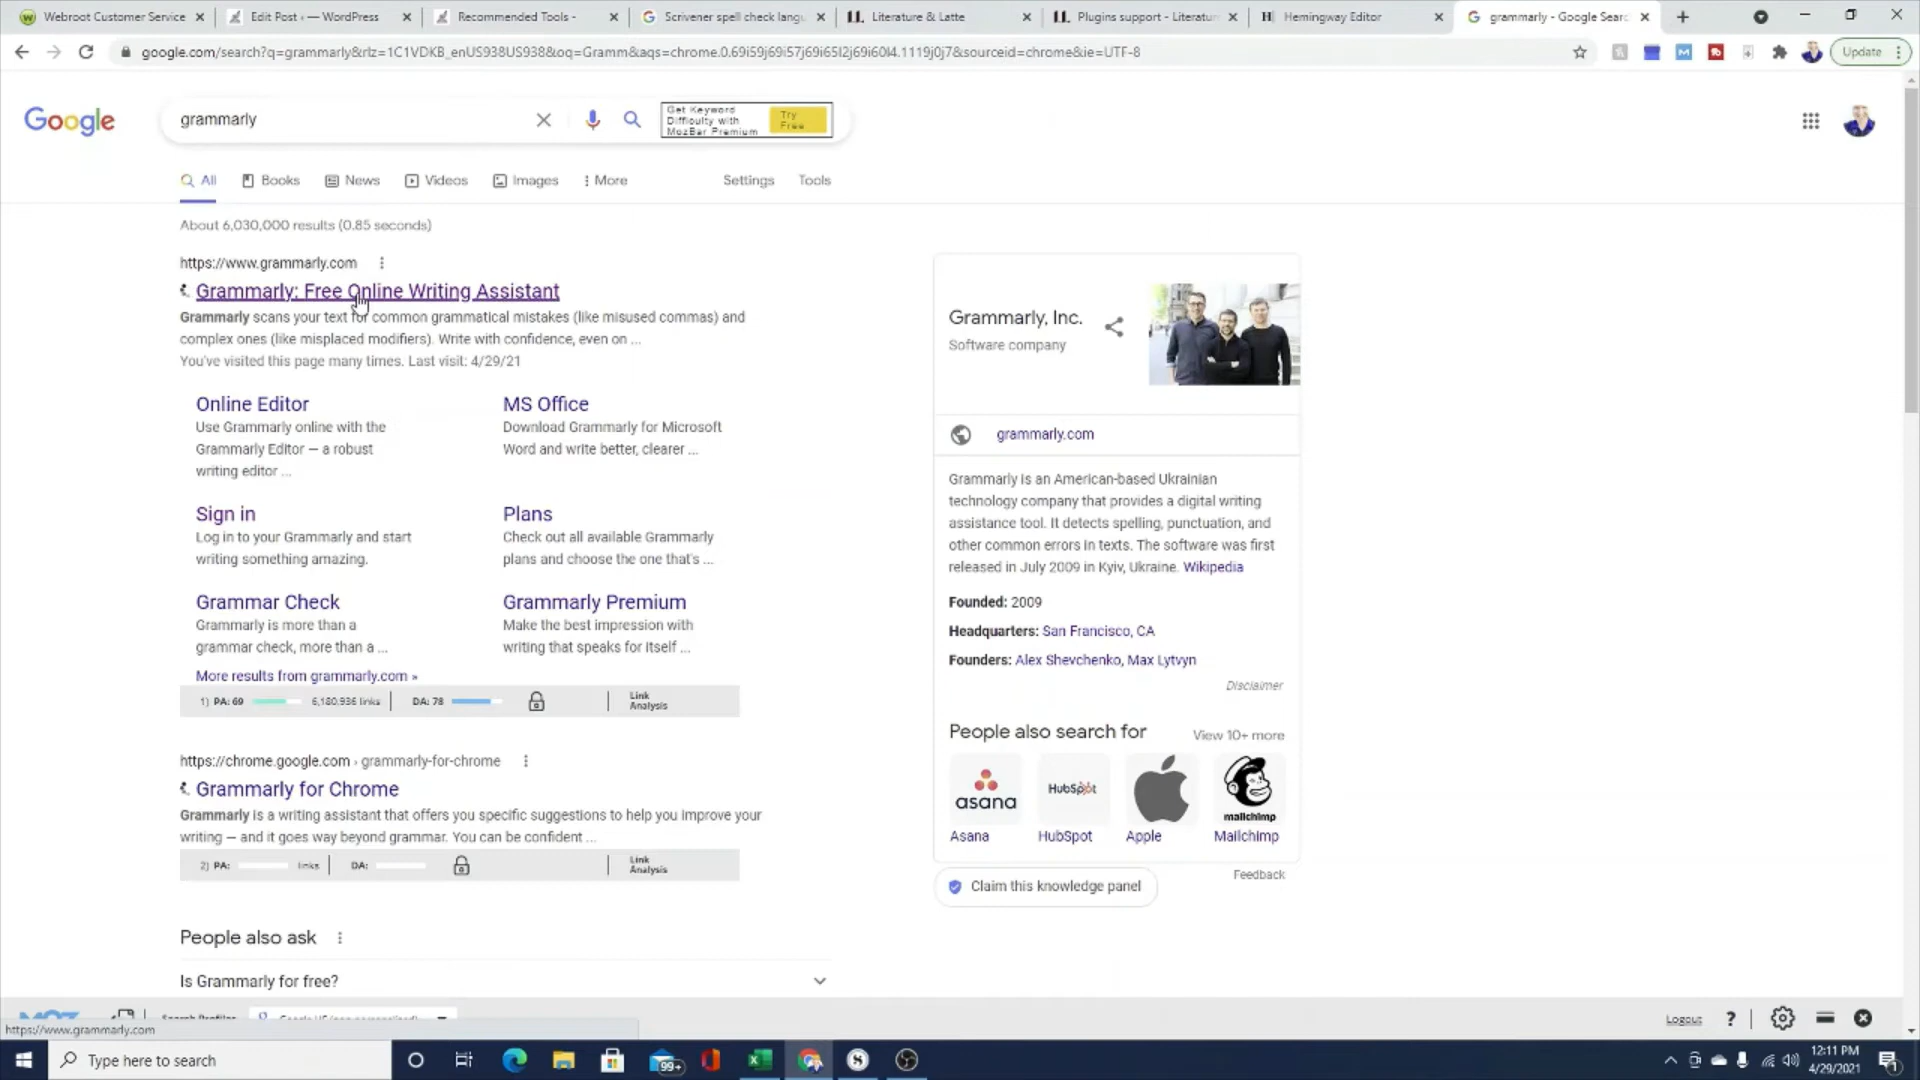 Webroot Customer Service
Edit Post ‹ — WordPress
Recommended Tools -
Scrivener spell check lang
Literature & Latte
Plugins support - Literatur
Hemingway Editor
grammarly - Google Searc
google.com/search?q=grammarly&rlz=1C1VDKB_enUS938US938&oq=Gramm&aqs=chrome.0.69i59j69i57j69i65l2j69i60l4.1119j0j7&sourceid=chrome&ie=UTF-8
Update
Google
grammarly
Get Keyword
Difficulty with
MozBar Premium
Try
Free
All
Books
News
Videos
Images
More
Settings
Tools
About 6,030,000 results (0.85 seconds)
https://www.grammarly.com
Grammarly: Free Online Writing Assistant
Grammarly scans your text for common grammatical mistakes (like misused commas) and
complex ones (like misplaced modifiers). Write with confidence, even on ...
You've visited this page many times. Last visit: 4/29/21
Online Editor
Use Grammarly online with the
Grammarly Editor — a robust
writing editor ...
MS Office
Download Grammarly for Microsoft
Word and write better, clearer ...
Sign in
Log in to your Grammarly and start
writing something amazing.
Plans
Check out all available Grammarly
plans and choose the one that's ...
Grammar Check
Grammarly is more than a
grammar check, more than a ...
Grammarly Premium
Make the best impression with
writing that speaks for itself ...
More results from grammarly.com »
1) PA: 69
6,180,936 links
DA: 78
Link
Analysis
https://chrome.google.com › grammarly-for-chrome
Grammarly for Chrome
Grammarly is a writing assistant that offers you specific suggestions to help you improve your
writing — and it goes way beyond grammar. You can be confident ...
2) PA:
links
DA:
Link
Analysis
People also ask
Is Grammarly for free?
Grammarly, Inc.
Software company
grammarly.com
Grammarly is an American-based Ukrainian
technology company that provides a digital writing
assistance tool. It detects spelling, punctuation, and
other common errors in texts. The software was first
released in July 2009 in Kyiv, Ukraine. Wikipedia
Founded: 2009
Headquarters: San Francisco, CA
Founders: Alex Shevchenko, Max Lytvyn
Disclaimer
People also search for
View 10+ more
asana
HubSpot
mailchimp
Asana
HubSpot
Apple
Mailchimp
Claim this knowledge panel
Feedback
MOZ
Search Profiles
https://www.grammarly.com
Logout
?
Type here to search
99+
12:11 PM
4/29/2021
1